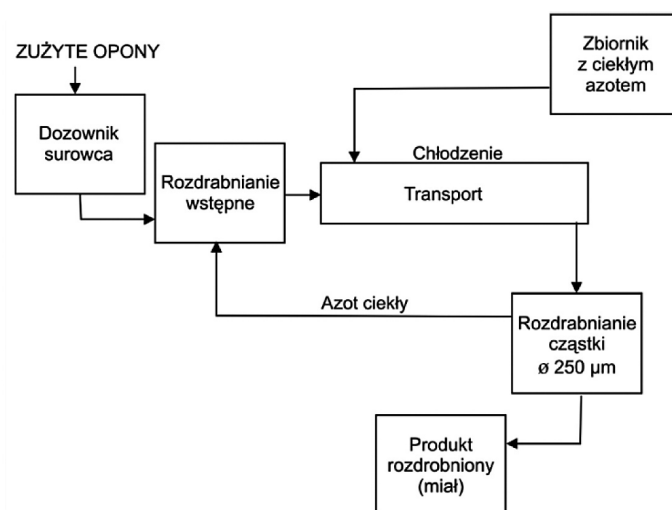 ZUŻYTE OPONY
Dozownik
surowca
Rozdrabnianie
wstępne
Chłodzenie
Transport
Zbiornik
z ciekłym
azotem
Azot ciekły
Rozdrabnianie
cząstki
ø 250 µm
Produkt
rozdrobniony
(miał)